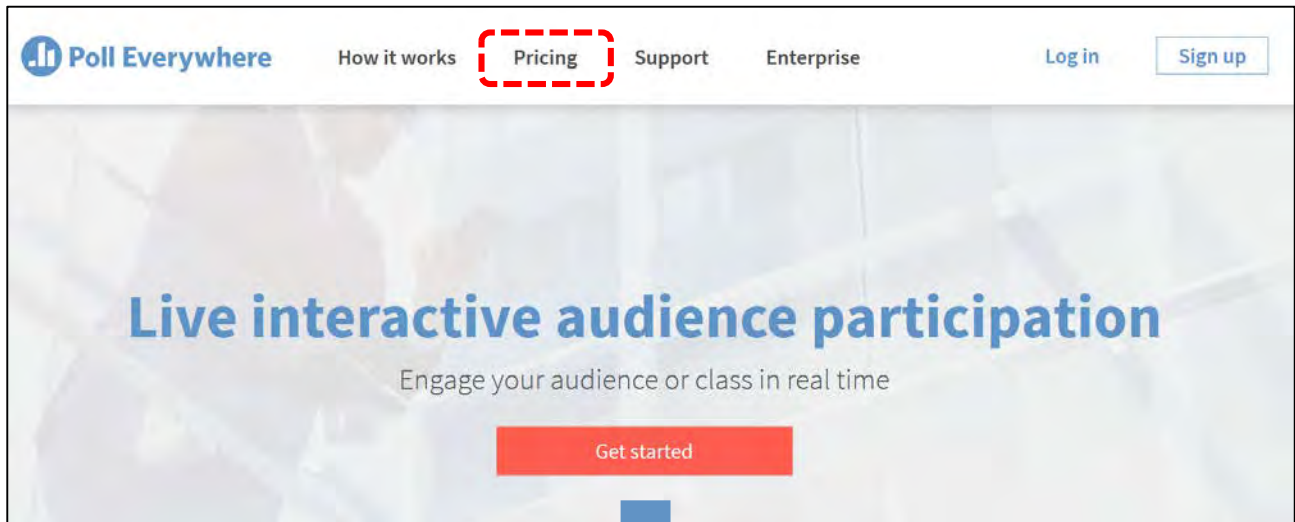 Poll Everywhere How it works Pricing Support Enterprise Log in Sign up
Live interactive audience participation
Engage your audience or class in real time
Get started